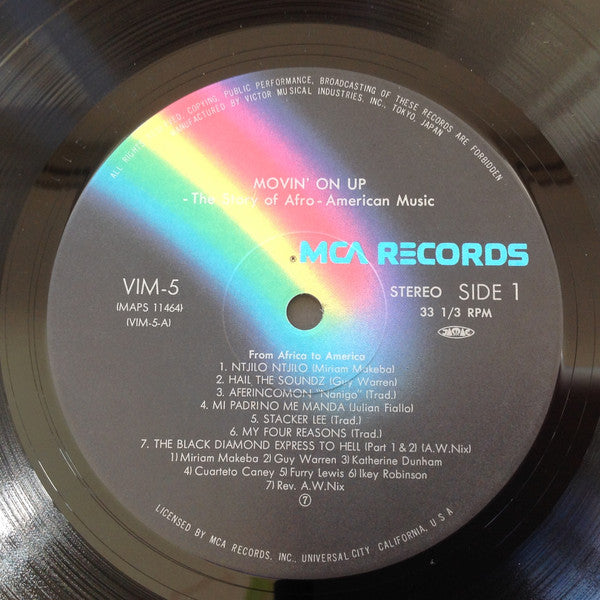 ALL RIGHTS RESERVED, COPYING, PUBLIC PERFORMANCE, BROADCASTING OF THESE RECORDS ARE FORBIDDEN
MANUFACTURED BY VICTOR MUSICAL INDUSTRIES, INC., TOKYO, JAPAN
MOVIN' ON UP
- The Story of Afro - American Music
MCA RECORDS
VIM-5
STEREO SIDE 1
(MAPS 11464)
33 1/3 RPM
(VIM-5-A)
From Africa to America
1. NTJILO NTJILO (Miriam Makeba)
2. HAIL THE SOUNDZ (Guy Warren)
3. AFERINCOMON "Nanigo" (Trad.)
4. MI PADRINO ME MANDA (Julian Fiallo)
5. STACKER LEE (Trad.)
6. MY FOUR REASONS (Trad.)
7. THE BLACK DIAMOND EXPRESS TO HELL (Part 1 & 2) (A.W.Nix)
1) Miriam Makeba 2) Guy Warren 3) Katherine Dunham
4) Cuarteto Caney 5) Furry Lewis 6) Ikey Robinson
7) Rev. A.W.Nix
⑦
LICENSED BY MCA RECORDS, INC., UNIVERSAL CITY, CALIFORNIA, U.S.A